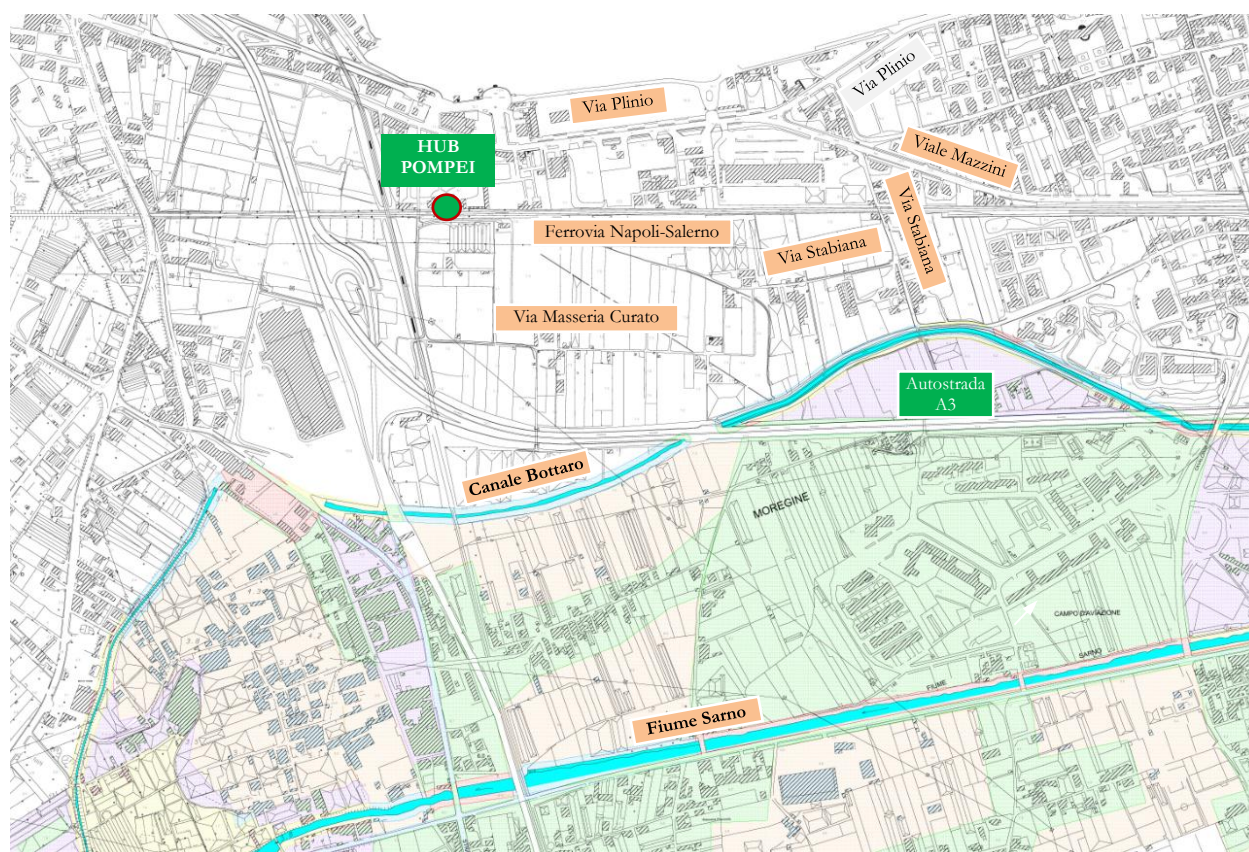 Via Plinio
Via Plinio
HUB
POMPEI
Viale Mazzini
Ferrovia Napoli-Salerno
Via Stabiana
Via Stabiana
Via Masseria Curato
Autostrada
A3
Canale Bottaro
MOREGINE
CAMPO D'AVIAZIONE
SARNO
FIUME
Fiume Sarno